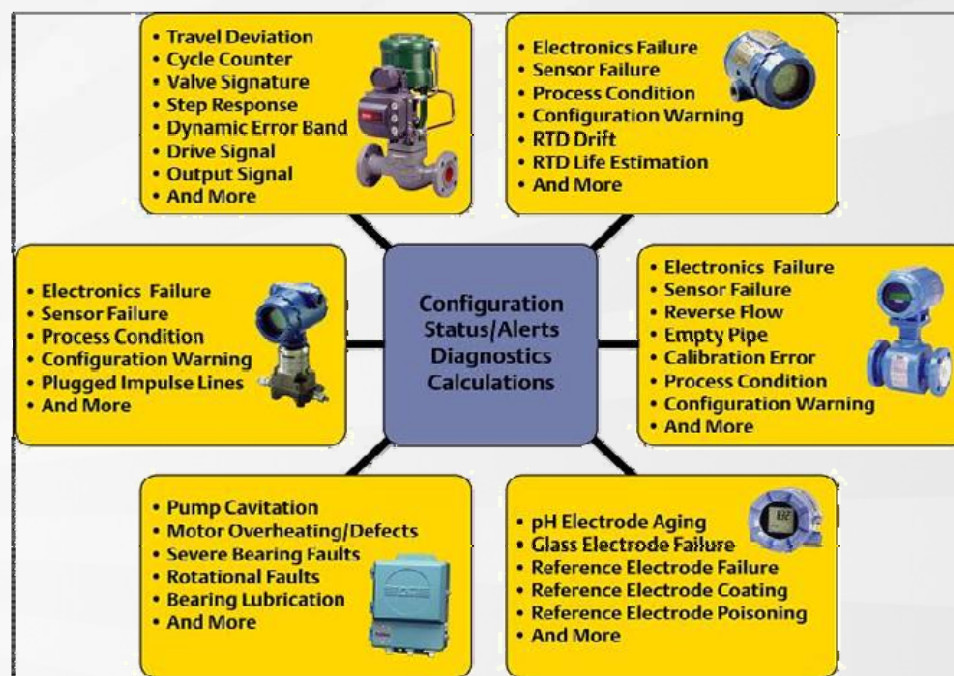 • Travel Deviation
• Cycle Counter
• Valve Signature
• Step Response
• Dynamic Error Band
• Drive Signal
• Output Signal
• And More
• Electronics Failure
• Sensor Failure
• Process Condition
• Configuration Warning
• RTD Drift
• RTD Life Estimation
• And More
• Electronics Failure
• Sensor Failure
• Process Condition
• Configuration Warning
• Plugged Impulse Lines
• And More
Configuration
Status/Alerts
Diagnostics
Calculations
• Electronics Failure
• Sensor Failure
• Reverse Flow
• Empty Pipe
• Calibration Error
• Process Condition
• Configuration Warning
• And More
• Pump Cavitation
• Motor Overheating/Defects
• Severe Bearing Faults
• Rotational Faults
• Bearing Lubrication
• And More
• pH Electrode Aging
• Glass Electrode Failure
• Reference Electrode Failure
• Reference Electrode Coating
• Reference Electrode Poisoning
• And More